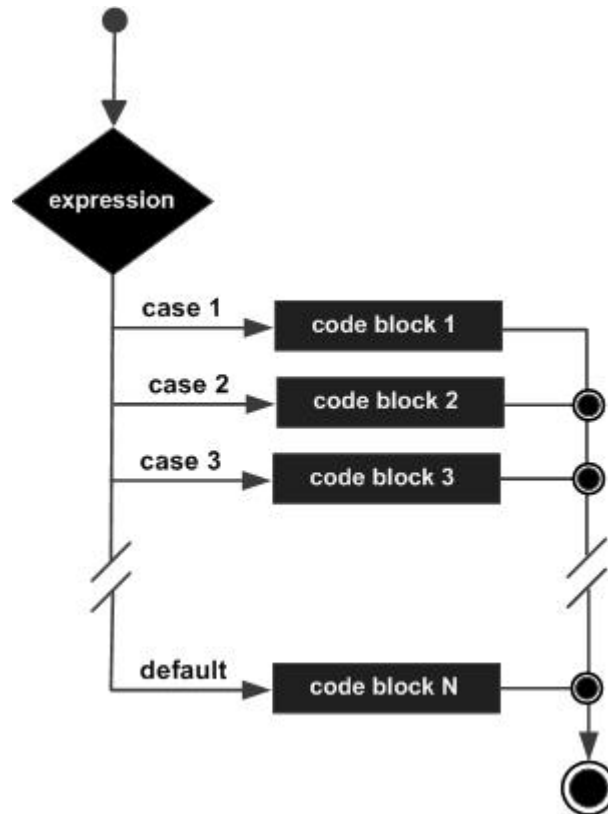 expression
case 1
code block 1
case 2
code block 2
case 3
code block 3
default
code block N